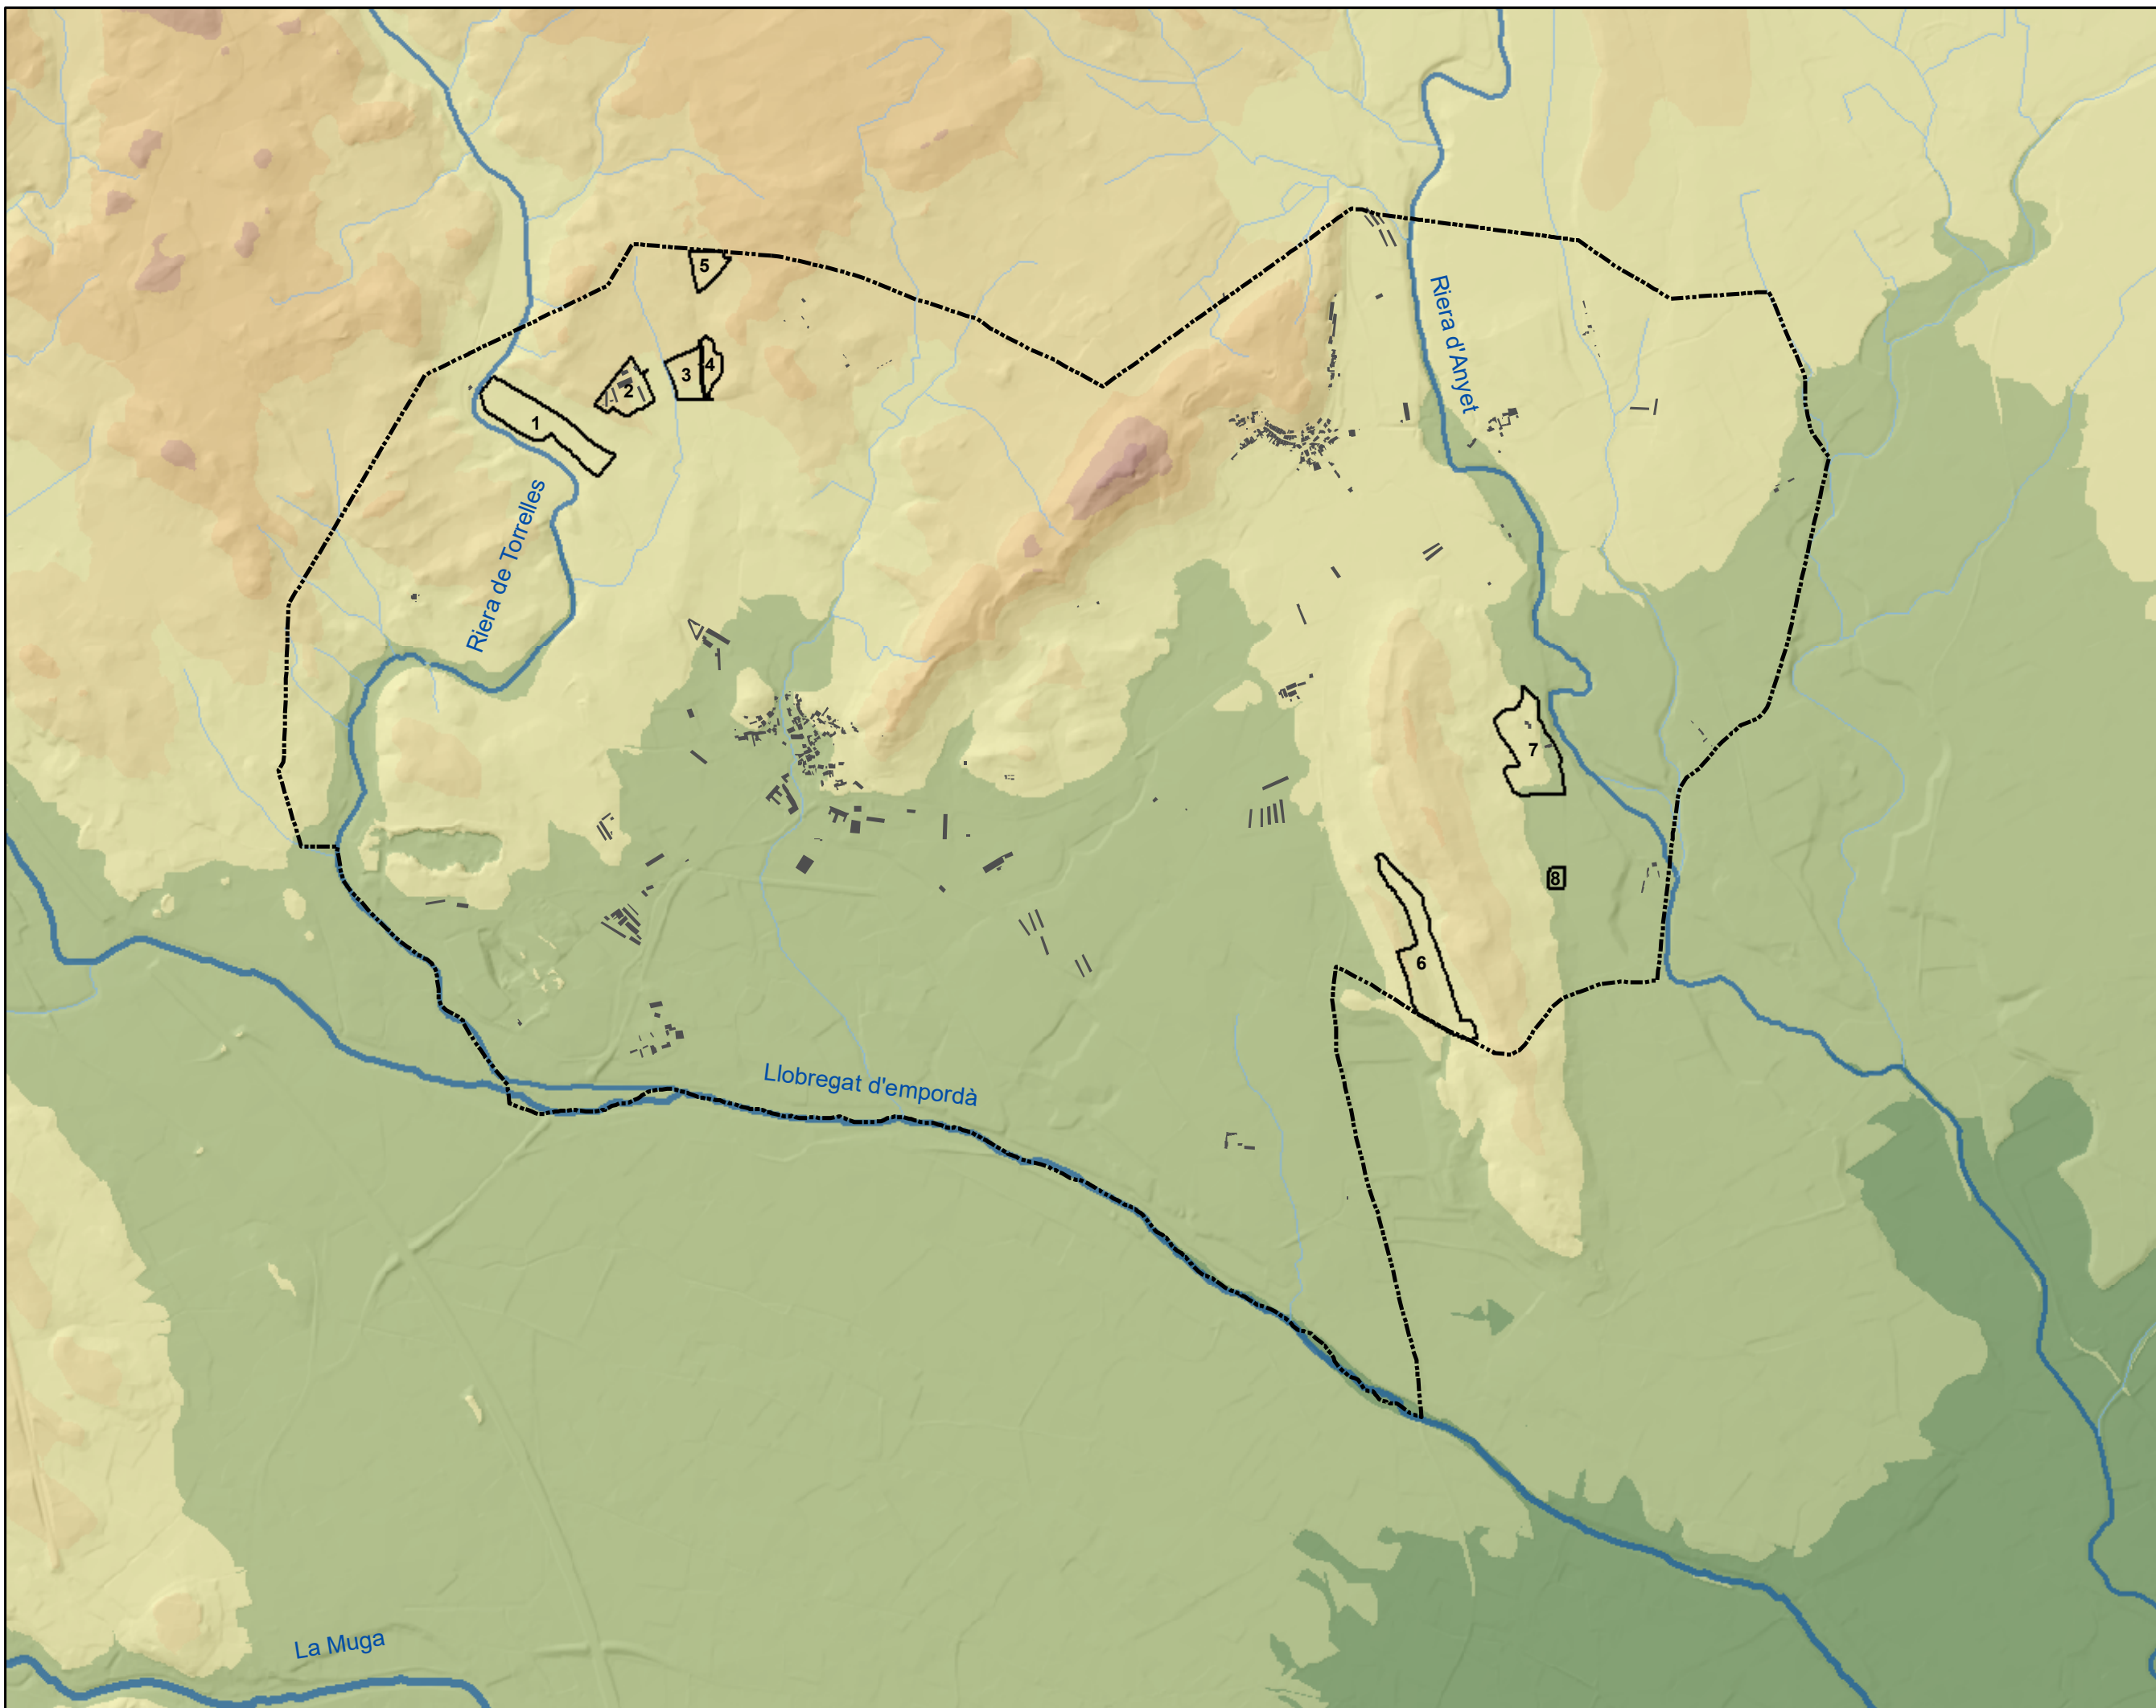 5
Riera d'Anyet
3
4
2
1
Riera de Torrelles
7
8
6
Llobregat d'empordà
La Muga